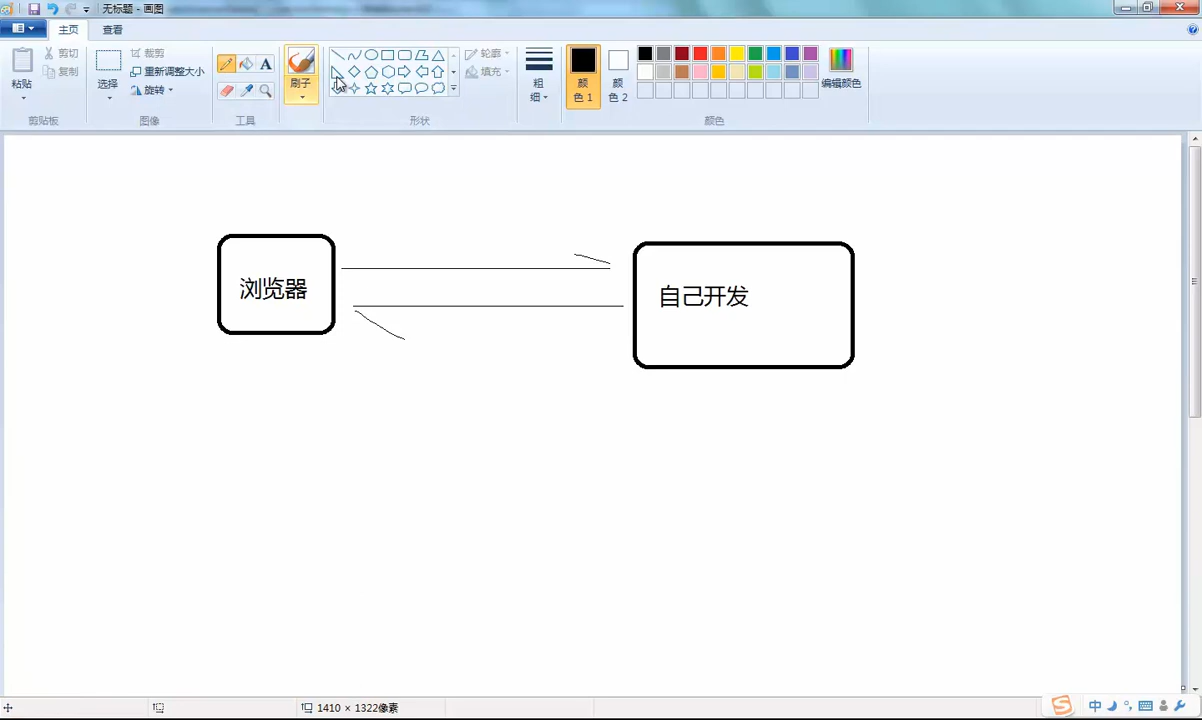 无标题 - 画图
主页
查看
粘贴
剪切
复制
剪贴板
选择
裁剪
重新调整大小
旋转
图像
A
工具
刷子
轮廓
填充
形状
粗
细
颜
色 1
颜
色 2
编辑颜色
颜色
浏览器
自己开发
1410 × 1322像素
S
中